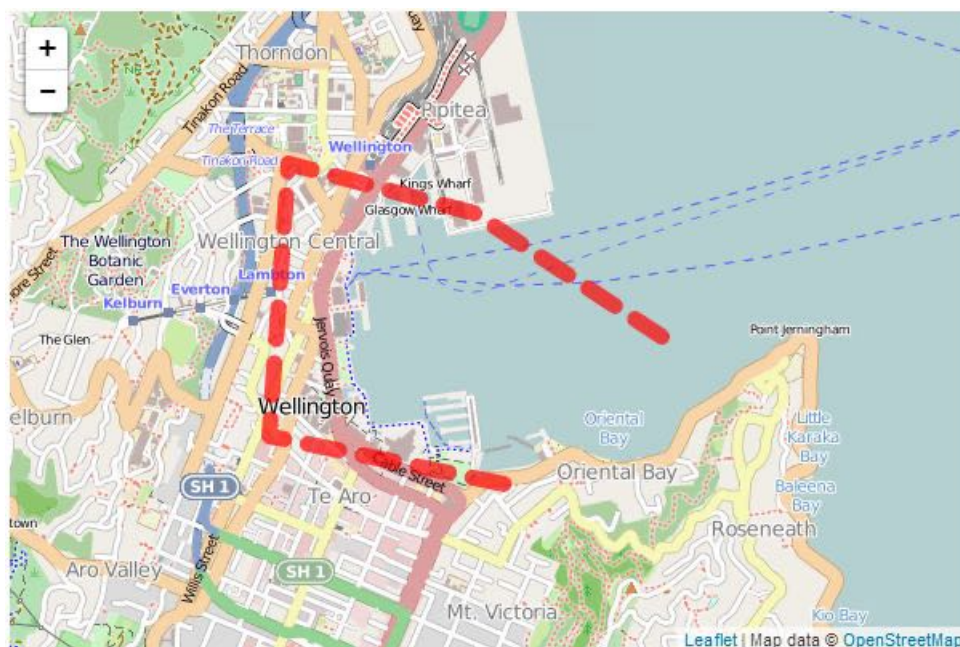 +
−
Thorndon
Tinakori Road
Quay
Pipitea
The Terrace
Tinakori Road
Wellington
Kings Wharf
Glasgow Wharf
Wellington Central
The Wellington
Botanic
Garden
Lambton
Everton
Kelburn
The Glen
Jervois Quay
Point Jerningham
Wellington
Oriental
Bay
Little
Karaka
Bay
Cable Street
Oriental Bay
SH 1
Te Aro
Baleena
Bay
Roseneath
town
Aro Valley
Willis Street
SH 1
Mt. Victoria
Kio Bay
Leaflet | Map data © OpenStreetMap